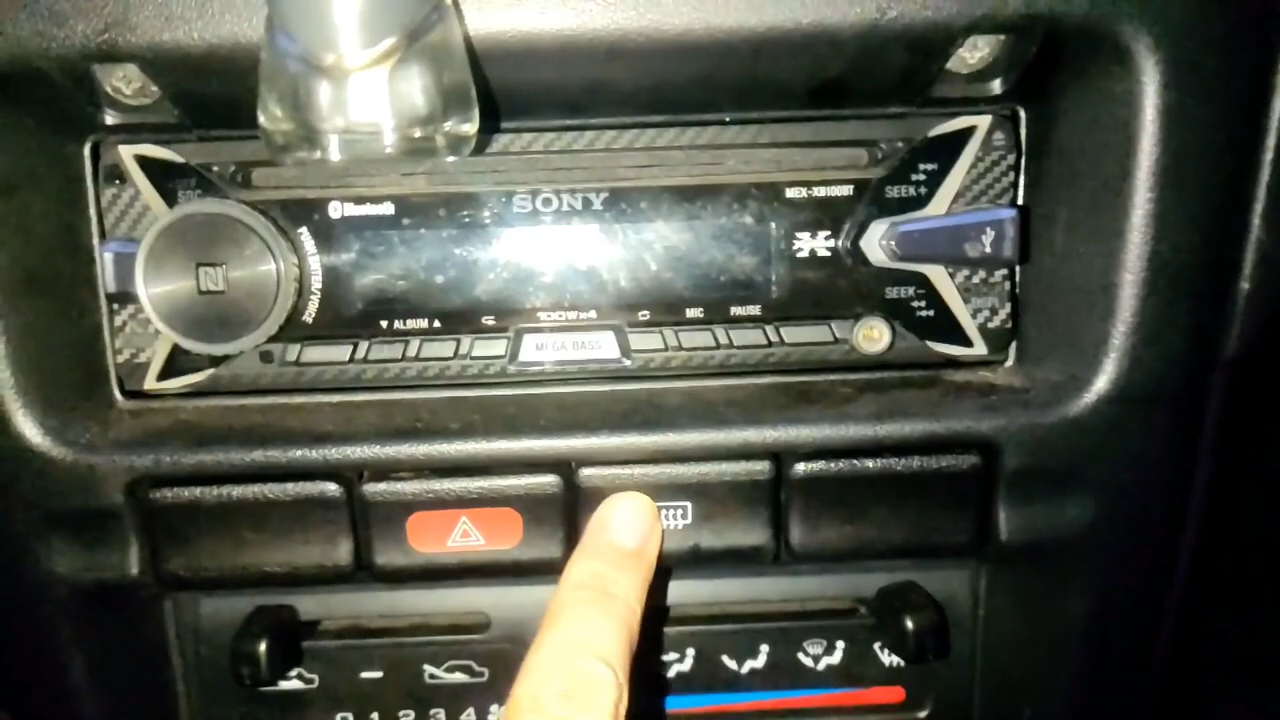 SRC
Bluetooth
SONY
MEX-XB100BT
SEEK+
PUSH ENTER/VOICE
SEEK-
▼ ALBUM ▲
100W×4
MIC
PAUSE
MEGA BASS
0 1 2 3 4